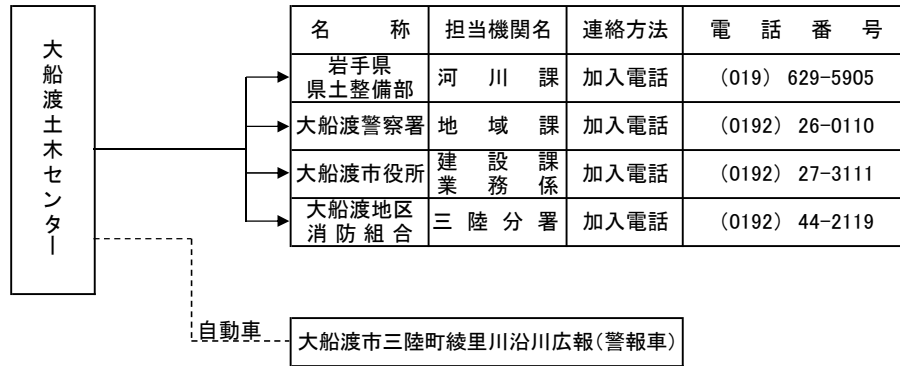 大船渡土木センター
名称 担当機関名 連絡方法 電話番号
岩手県
県土整備部 河川課 加入電話 (019) 629-5905
大船渡警察署 地域課 加入電話 (0192) 26-0110
大船渡市役所 建設課
業務係 加入電話 (0192) 27-3111
大船渡地区
消防組合 三陸分署 加入電話 (0192) 44-2119
自動車
大船渡市三陸町綾里川沿川広報(警報車)